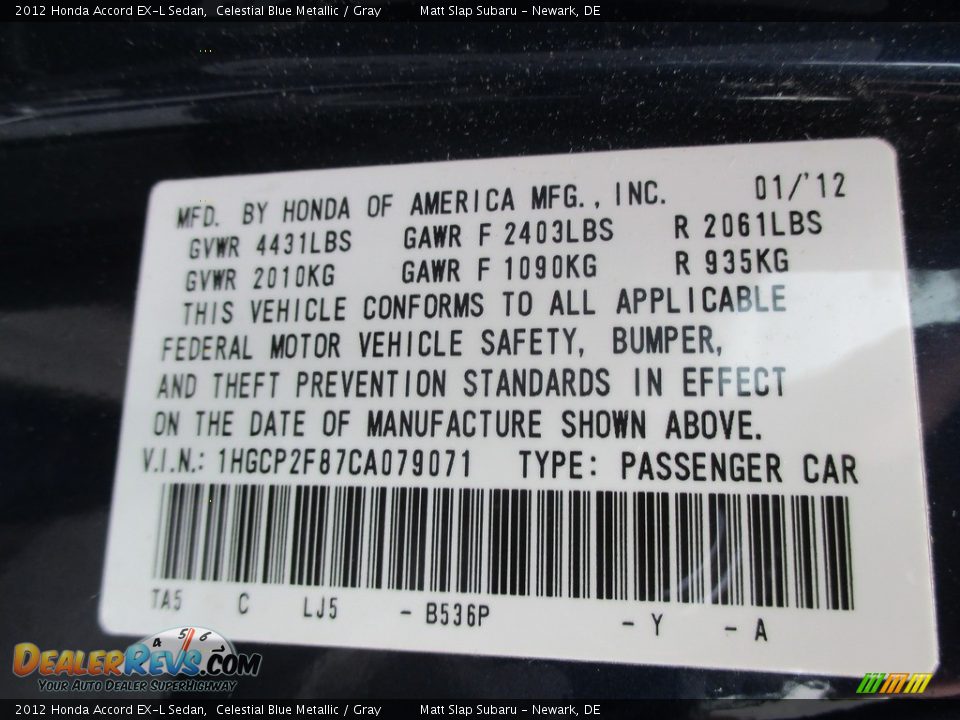 2012 Honda Accord EX-L Sedan, Celestial Blue Metallic / Gray Matt Slap Subaru - Newark, DE
MFD. BY HONDA OF AMERICA MFG., INC. 01/'12
GVWR 4431LBS GAWR F 2403LBS R 2061LBS
GVWR 2010KG GAWR F 1090KG R 935KG
THIS VEHICLE CONFORMS TO ALL APPLICABLE
FEDERAL MOTOR VEHICLE SAFETY, BUMPER,
AND THEFT PREVENTION STANDARDS IN EFFECT
ON THE DATE OF MANUFACTURE SHOWN ABOVE.
V.I.N.: 1HGCP2F87CA079071 TYPE: PASSENGER CAR
TA5 C LJ5 - B536P - Y - A
4 5 6
DEALERREVS.COM
YOUR AUTO DEALER SUPERHIGHWAY
2012 Honda Accord EX-L Sedan, Celestial Blue Metallic / Gray Matt Slap Subaru - Newark, DE